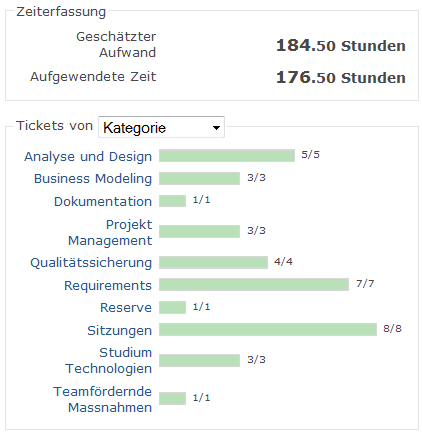 Zeiterfassung
Geschätzter
Aufwand
184.50 Stunden
Aufgewendete Zeit
176.50 Stunden
Tickets von Kategorie
Analyse und Design 5/5
Business Modeling 3/3
Dokumentation 1/1
Projekt
Management
3/3
Qualitätssicherung 4/4
Requirements 7/7
Reserve 1/1
Sitzungen 8/8
Studium
Technologien
3/3
Teamfördernde
Massnahmen
1/1